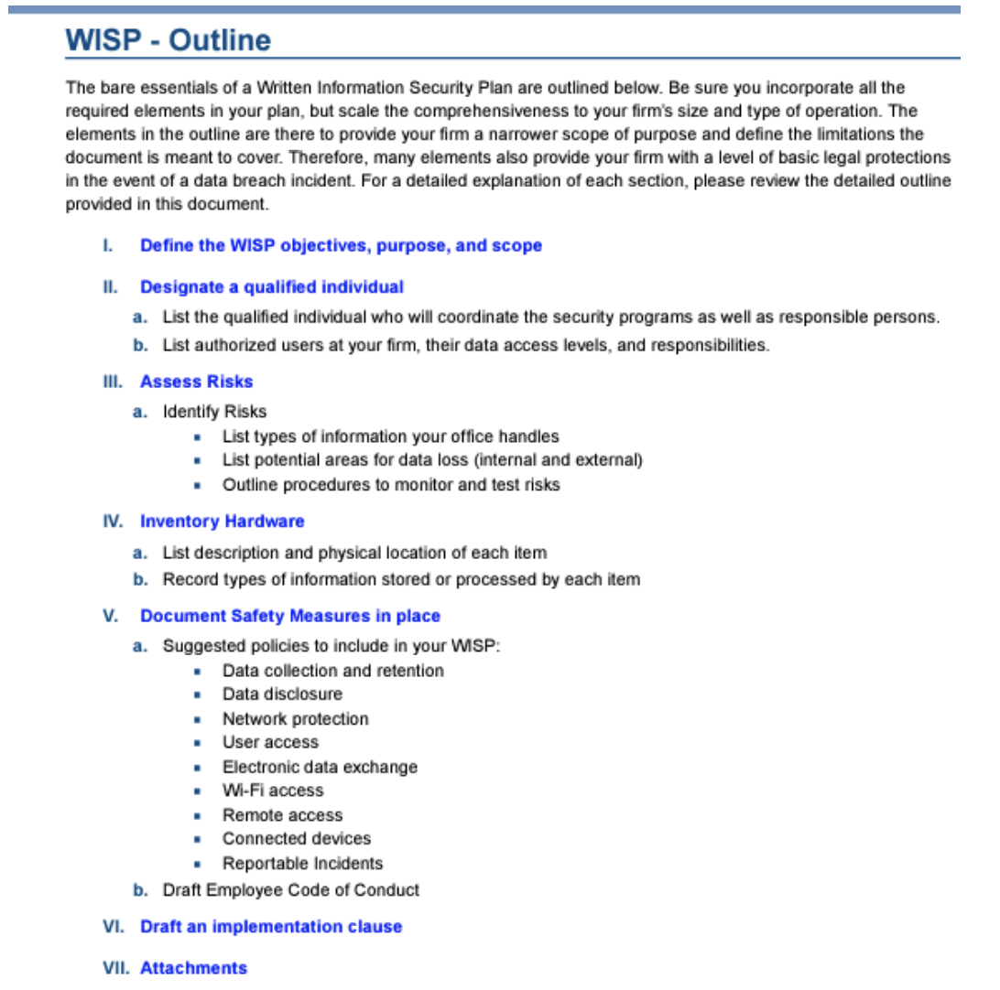 WISP - Outline
The bare essentials of a Written Information Security Plan are outlined below. Be sure you incorporate all the
required elements in your plan, but scale the comprehensiveness to your firm's size and type of operation. The
elements in the outline are there to provide your firm a narrower scope of purpose and define the limitations the
document is meant to cover. Therefore, many elements also provide your firm with a level of basic legal protections
in the event of a data breach incident. For a detailed explanation of each section, please review the detailed outline
provided in this document.
I. Define the WISP objectives, purpose, and scope
II. Designate a qualified individual
a. List the qualified individual who will coordinate the security programs as well as responsible persons.
b. List authorized users at your firm, their data access levels, and responsibilities.
III. Assess Risks
a. Identify Risks
▪ List types of information your office handles
▪ List potential areas for data loss (internal and external)
▪ Outline procedures to monitor and test risks
IV. Inventory Hardware
a. List description and physical location of each item
b. Record types of information stored or processed by each item
V. Document Safety Measures in place
a. Suggested policies to include in your WISP:
▪ Data collection and retention
▪ Data disclosure
▪ Network protection
▪ User access
▪ Electronic data exchange
▪ Wi-Fi access
▪ Remote access
▪ Connected devices
▪ Reportable Incidents
b. Draft Employee Code of Conduct
VI. Draft an implementation clause
VII. Attachments